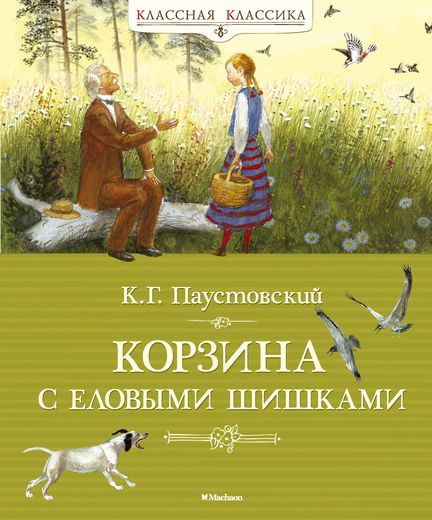 Классная Классика
К.Г. Паустовский
КОРЗИНА
С ЕЛОВЫМИ ШИШКАМИ
Machaon